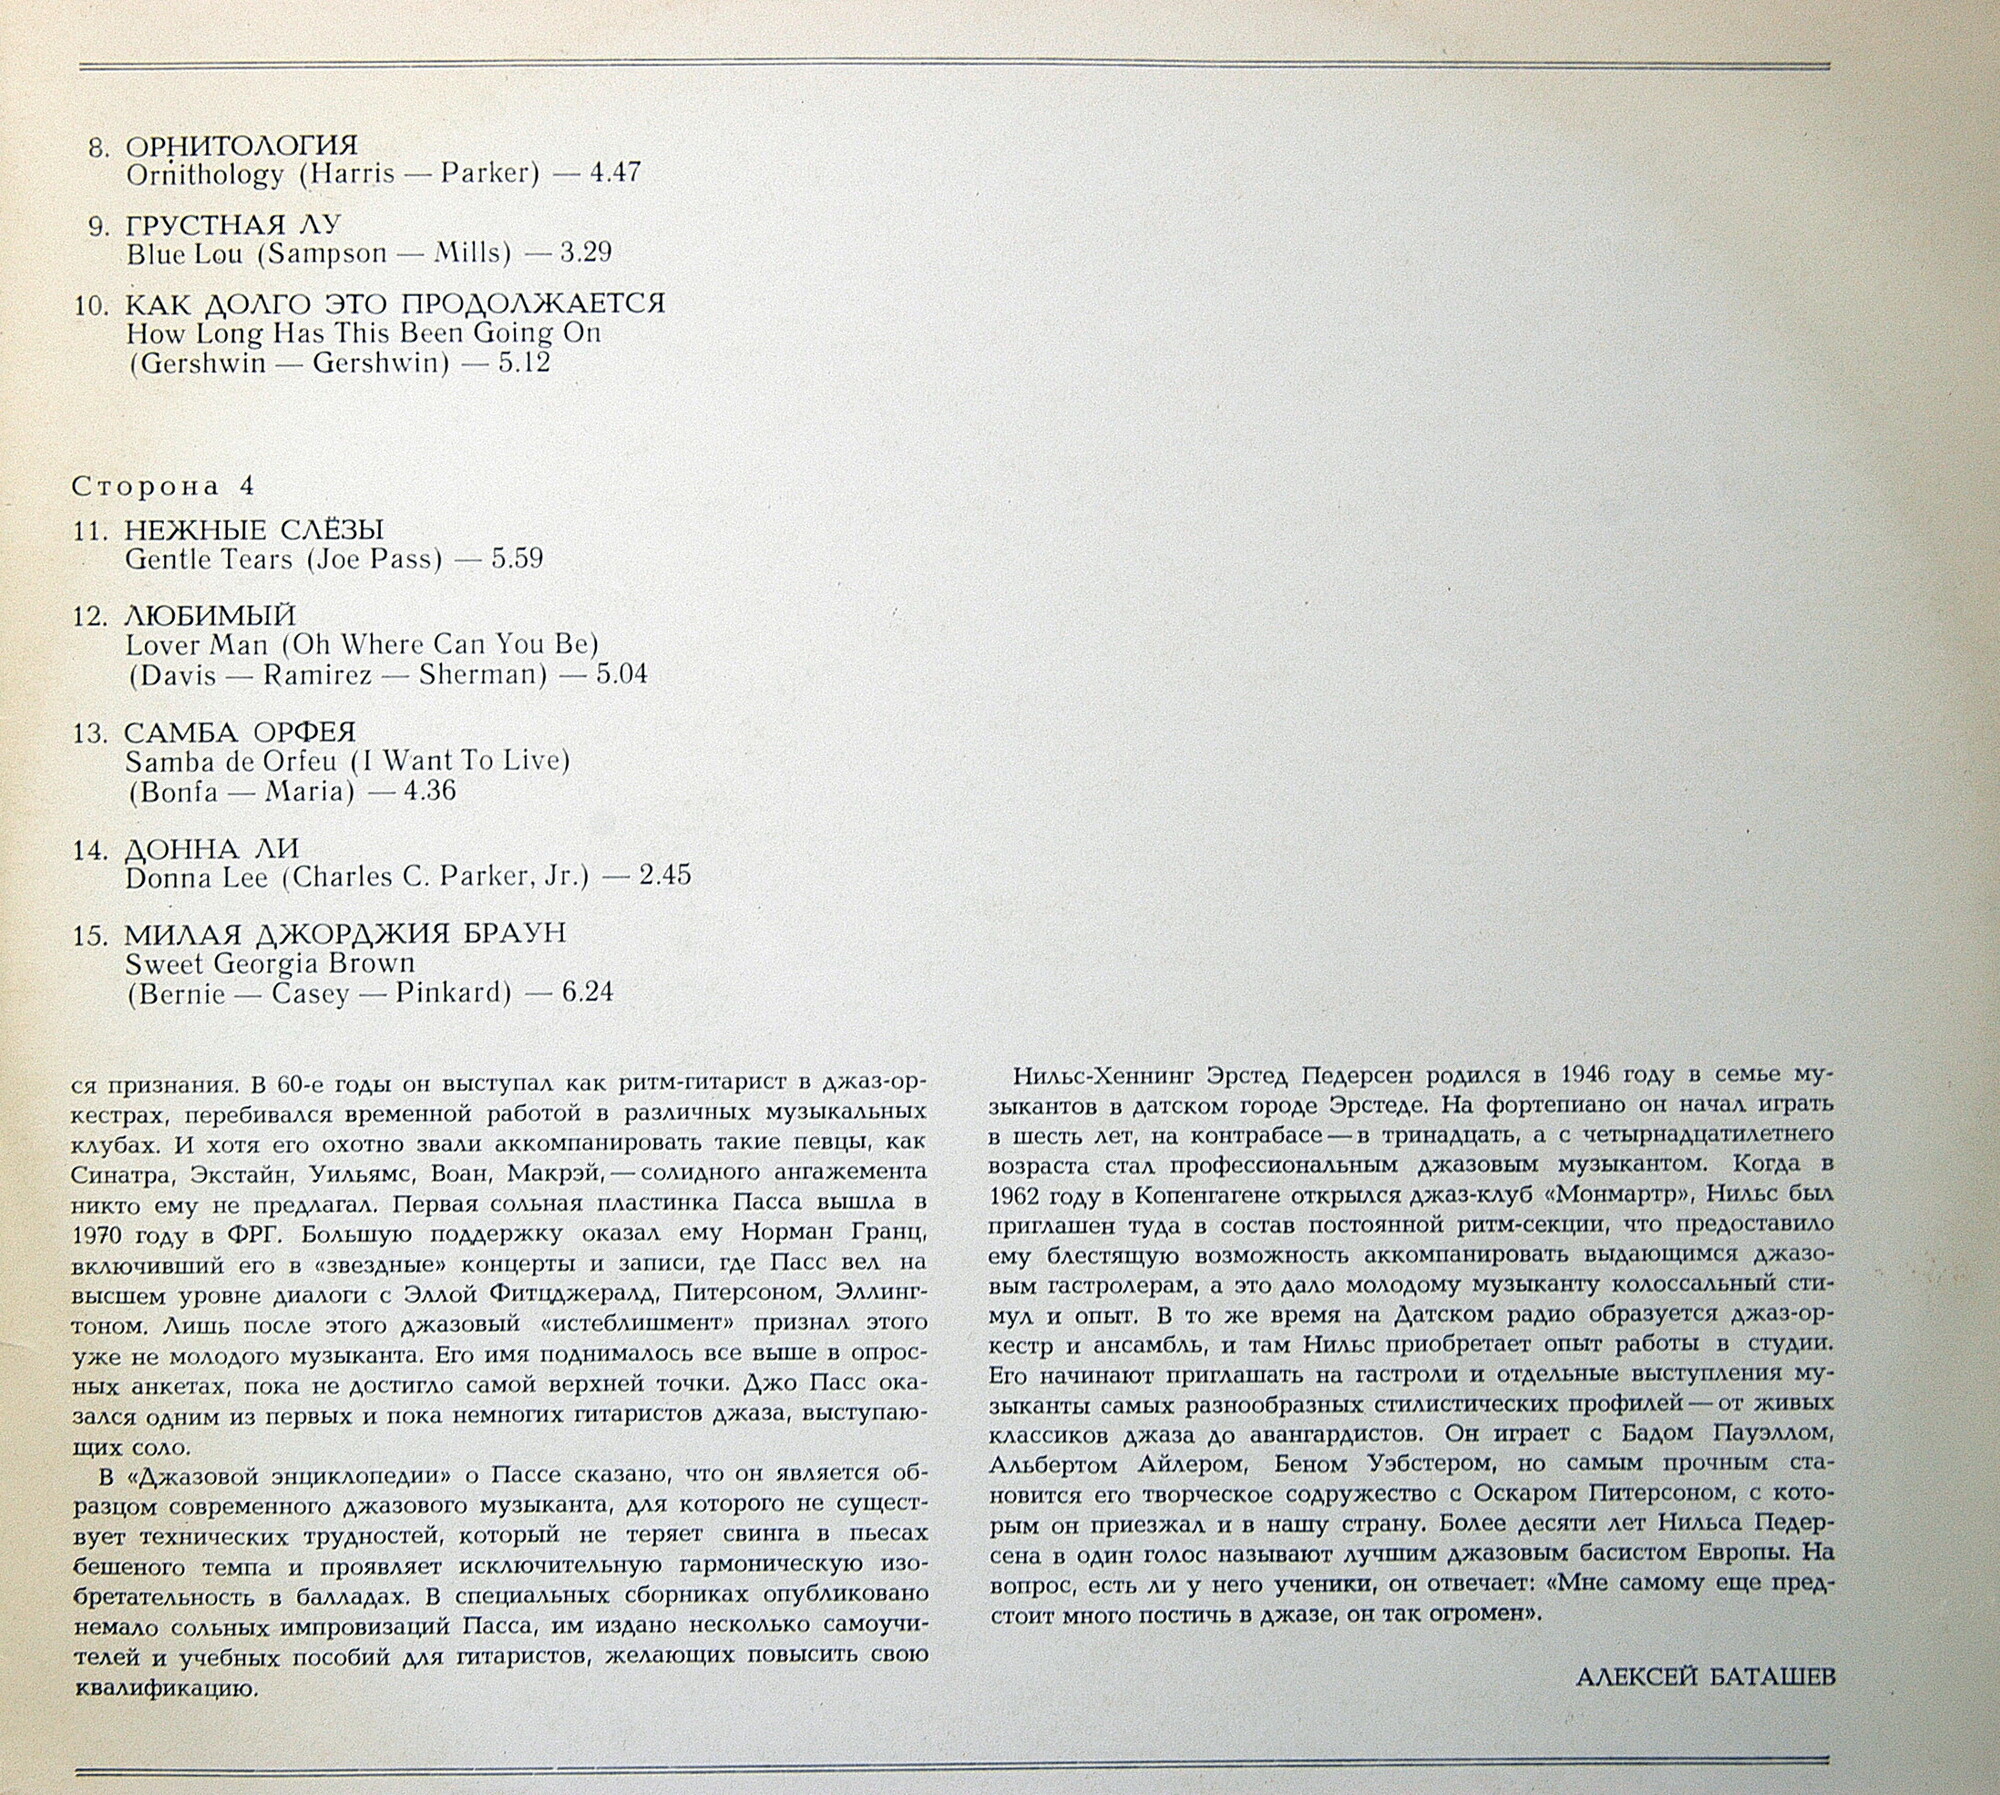 8. ОРНИТОЛОГИЯ
Ornithology (Harris — Parker) — 4.47
9. ГРУСТНАЯ ЛУ
Blue Lou (Sampson — Mills) — 3.29
10. КАК ДОЛГО ЭТО ПРОДОЛЖАЕТСЯ
How Long Has This Been Going On
(Gershwin — Gershwin) — 5.12
Сторона 4
11. НЕЖНЫЕ СЛЁЗЫ
Gentle Tears (Joe Pass) — 5.59
12. ЛЮБИМЫЙ
Lover Man (Oh Where Can You Be)
(Davis — Ramirez — Sherman) — 5.04
13. САМБА ОРФЕЯ
Samba de Orfeu (I Want To Live)
(Bonfa — Maria) — 4.36
14. ДОННА ЛИ
Donna Lee (Charles C. Parker, Jr.) — 2.45
15. МИЛАЯ ДЖОРДЖИЯ БРАУН
Sweet Georgia Brown
(Bernie — Casey — Pinkard) — 6.24
ся признания. В 60-е годы он выступал как ритм-гитарист в джаз-ор-
кестрах, перебивался временной работой в различных музыкальных
клубах. И хотя его охотно звали аккомпанировать такие певцы, как
Синатра, Экстайн, Уильямс, Воан, Макрэй, — солидного ангажемента
никто ему не предлагал. Первая сольная пластинка Пасса вышла в
1970 году в ФРГ. Большую поддержку оказал ему Норман Гранц,
включивший его в «звездные» концерты и записи, где Пасс вел на
высшем уровне диалоги с Эллой Фитцджералд, Питерсоном, Эллинг-
тоном. Лишь после этого джазовый «истеблишмент» признал этого
уже не молодого музыканта. Его имя поднималось все выше в опрос-
ных анкетах, пока не достигло самой верхней точки. Джо Пасс ока-
зался одним из первых и пока немногих гитаристов джаза, выступаю-
щих соло.
В «Джазовой энциклопедии» о Пассе сказано, что он является об-
разцом современного джазового музыканта, для которого не сущест-
вует технических трудностей, который не теряет свинга в пьесах
бешеного темпа и проявляет исключительную гармоническую изо-
бретательность в балладах. В специальных сборниках опубликовано
немало сольных импровизаций Пасса, им издано несколько самоучи-
телей и учебных пособий для гитаристов, желающих повысить свою
квалификацию.
Нильс-Хеннинг Эрстед Педерсен родился в 1946 году в семье му-
зыкантов в датском городе Эрстеде. На фортепиано он начал играть
в шесть лет, на контрабасе — в тринадцать, а с четырнадцатилетнего
возраста стал профессиональным джазовым музыкантом. Когда в
1962 году в Копенгагене открылся джаз-клуб «Монмартр», Нильс был
приглашен туда в состав постоянной ритм-секции, что предоставило
ему блестящую возможность аккомпанировать выдающимся джазо-
вым гастролерам, а это дало молодому музыканту колоссальный сти-
мул и опыт. В то же время на Датском радио образуется джаз-ор-
кестр и ансамбль, и там Нильс приобретает опыт работы в студии.
Его начинают приглашать на гастроли и отдельные выступления му-
зыканты самых разнообразных стилистических профилей — от живых
классиков джаза до авангардистов. Он играет с Бадом Пауэллом,
Альбертом Айлером, Беном Уэбстером, но самым прочным ста-
новится его творческое содружество с Оскаром Питерсоном, с кото-
рым он приезжал и в нашу страну. Более десяти лет Нильса Педер-
сена в один голос называют лучшим джазовым басистом Европы. На
вопрос, есть ли у него ученики, он отвечает: «Мне самому еще пред-
стоит много постичь в джазе, он так огромен».
АЛЕКСЕЙ БАТАШЕВ